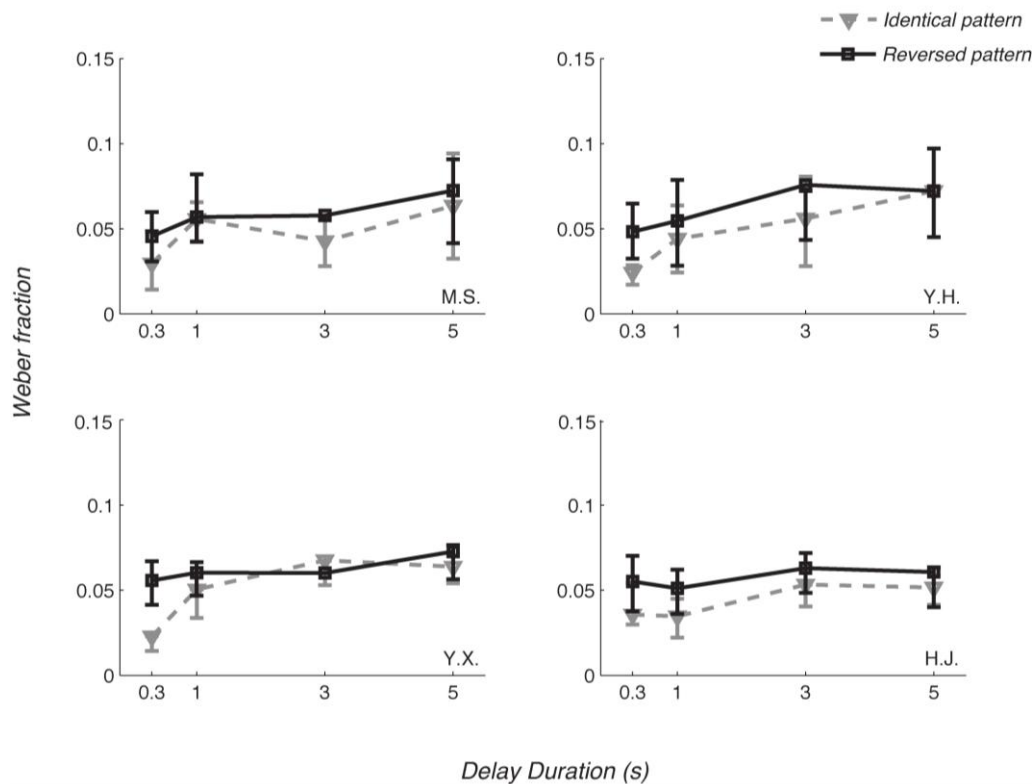 Identical pattern
Reversed pattern
0.15
0.1
0.05
0
0.3 1 3 5
M.S.
0.15
0.1
0.05
0
0.3 1 3 5
Y.H.
Weber fraction
0.15
0.1
0.05
0
0.3 1 3 5
Y.X.
0.15
0.1
0.05
0
0.3 1 3 5
H.J.
Delay Duration (s)